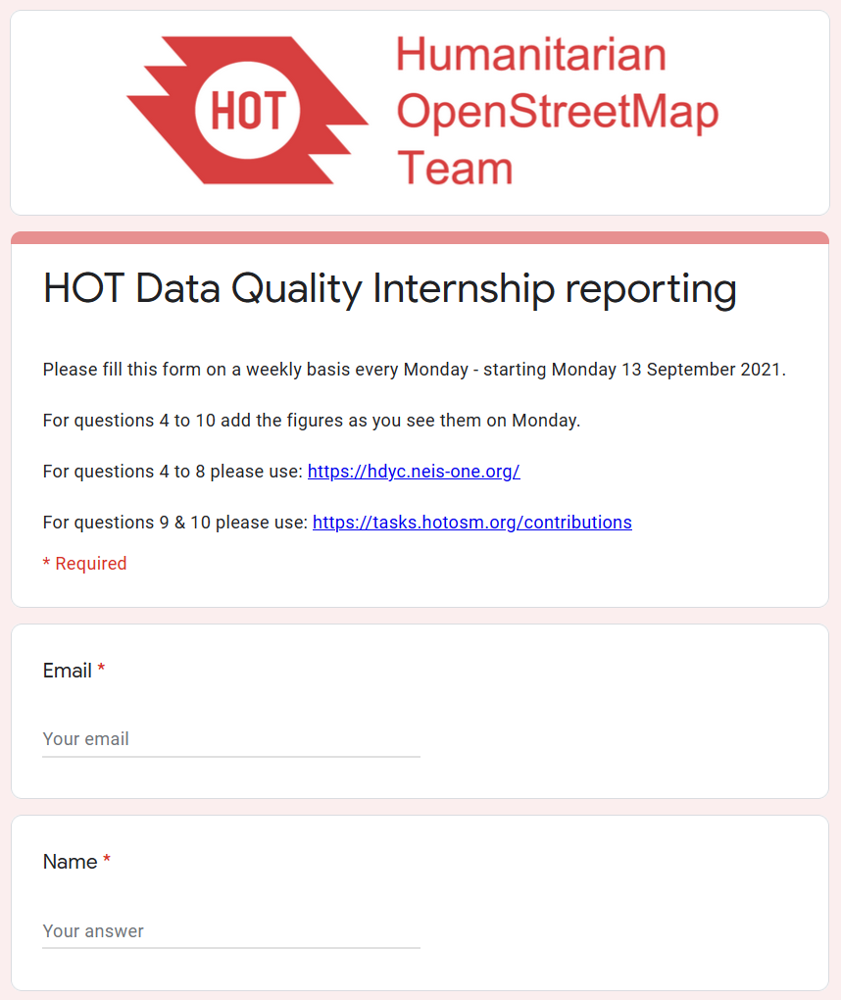 HOT
Humanitarian
OpenStreetMap
Team
HOT Data Quality Internship reporting
Please fill this form on a weekly basis every Monday - starting Monday 13 September 2021.
For questions 4 to 10 add the figures as you see them on Monday.
For questions 4 to 8 please use: https://hdyc.neis-one.org/
For questions 9 & 10 please use: https://tasks.hotosm.org/contributions
* Required
Email *
Your email
Name *
Your answer